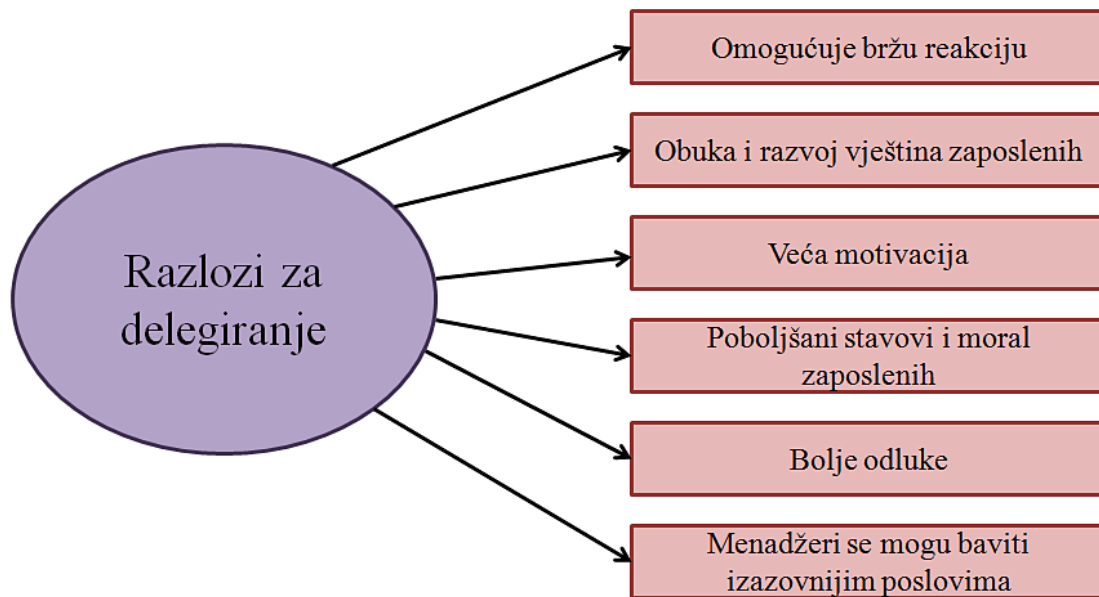 Razlozi za
delegiranje
Omogućuje bržu reakciju
Obuka i razvoj vještina zaposlenih
Veća motivacija
Poboljšani stavovi i moral
zaposlenih
Bolje odluke
Menadžeri se mogu baviti
izazovnijim poslovima